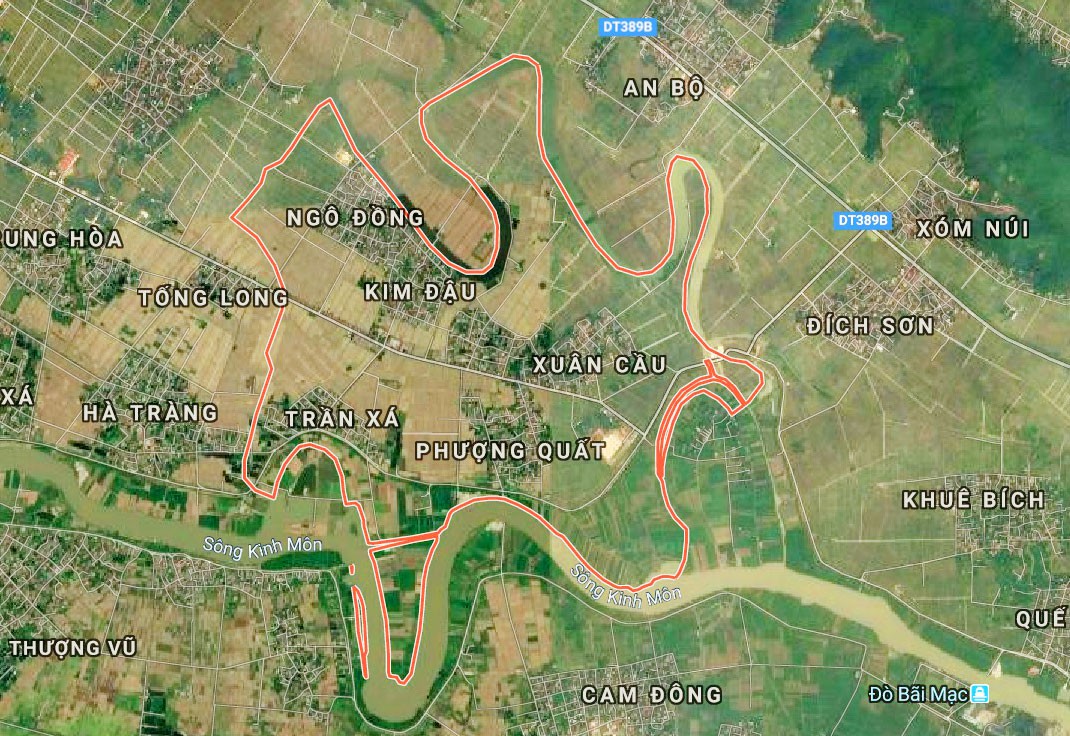 DT389B
AN BỘ
NGÔ ĐỒNG
DT389B
XÓM NÚI
UNG HÒA
TỐNG LONG
KIM ĐẬU
ĐÍCH SƠN
XUÂN CẦU
XÁ
HÀ TRÀNG
TRẦN XÁ
PHƯỢNG QUẤT
KHUÊ BÍCH
Sông Kinh Môn
Sông Kinh Môn
QUẾ
THƯỢNG VŨ
CAM ĐÔNG
Đò Bãi Mạc